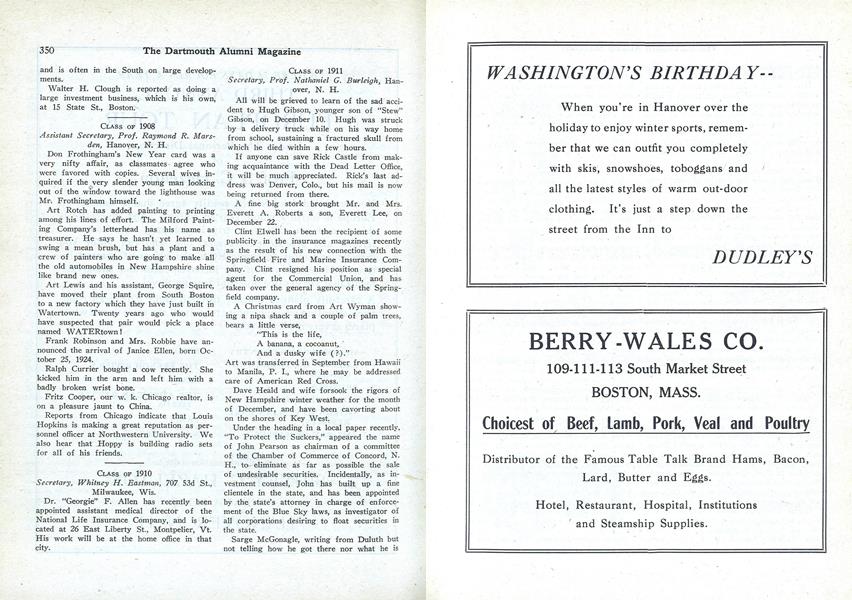 350
The Dartmouth Alumni Magazine
and is often in the South on large develop-
ments.
Walter H. Clough is reported as doing a
large investment business, which is his own,
at 15 State St., Boston.
Class of 1908
Assistant Secretary, Prof. Raymond R. Mars-
den, Hanover, N. H.
Don Frothingham's New Year card was a
very nifty affair, as classmates agree who
were favored with copies. Several wives in-
quired if the very slender young man looking
out of the window toward the lighthouse was
Mr. Frothingham himself.
Art Rotch has added painting to printing
among his lines of effort. The Milford Paint-
ing Company's letterhead has his name as
treasurer. He says he hasn't yet learned to
swing a mean brush, but has a plant and a
crew of painters who are going to make all
the old automobiles in New Hampshire shine
like brand new ones.
Art Lewis and his assistant, George Squire,
have moved their plant from South Boston
to a new factory which they have just built in
Watertown. Twenty years ago who would
have suspected that pair would pick a place
named WATERtown!
Frank Robinson and Mrs. Robbie have an-
nounced the arrival of Janice Ellen, born Oc-
tober 25, 1924.
Ralph Currier bought a cow recently. She
kicked him in the arm and left him with a
badly broken wrist bone.
Fritz Cooper, our w. k. Chicago realtor, is
on a pleasure jaunt to China.
Reports from Chicago indicate that Louis
Hopkins is making a great reputation as per-
sonnel officer at Northwestern University. We
also hear that Hoppy is building radio sets
for all of his friends.
Class of 1910
Secretary, Whitney H. Eastman, 707 53d St.,
Milwaukee, Wis.
Dr. "Georgie" F. Allen has recently been
appointed assistant medical director of the
National Life Insurance Company, and is lo-
cated at 26 East Liberty St., Montpelier, Vt.
His work will be at the home office in that
city.
Class of 1911
Secretary, Prof. Nathaniel G. Burleigh, Han-
over, N. H.
All will be grieved to learn of the sad acci-
dent to Hugh Gibson, younger son of "Stew"
Gibson, on December 10. Hugh was struck
by a delivery truck while on his way home
from school, sustaining a fractured skull from
which he died within a few hours.
If anyone can save Rick Castle from mak-
ing acquaintance with the Dead Letter Office,
it will be much appreciated. Rick's last ad-
dress was Denver, Colo., but his mail is now
being returned from there.
A fine big stork brought Mr. and Mrs.
Everett A. Roberts a son, Everett Lee, on
December 22.
Clint Elwell has been the recipient of some
publicity in the insurance magazines recently
as the result of his new connection with the
Springfield Fire and Marine Insurance Com-
pany. Clint resigned his position as special
agent for the Commercial Union, and has
taken over the general agency of the Spring-
field company.
A Christmas card from Art Wyman show-
ing a nipa shack and a couple of palm trees,
bears a little verse,
"This is the life,
A banana, a cocoanut,
And a dusky wife (?)."
Art was transferred in September from Hawaii
to Manila, P. I., where he may be addressed
care of American Red Cross.
Dave Heald and wife forsook the rigors of
New Hampshire winter weather for the month
of December, and have been cavorting about
on the shores of Key West.
Under the heading in a local paper recently,
"To Protect the Suckers," appeared the name
of John Pearson as chairman of a committee
of the Chamber of Commerce of Concord, N.
H., to eliminate as far as possible the sale
of undesirable securities. Incidentally, as in-
vestment counsel, John has built up a fine
clientele in the state, and has been appointed
by the state's attorney in charge of enforce-
ment of the Blue Sky laws, as investigator of
all corporations desiring to float securities in
the state.
Sarge McGonagle, writing from Duluth but
not telling how he got there nor what he is
WASHINGTON'S BIRTHDAY--
When you're in Hanover over the
holiday to enjoy winter sports, remem-
ber that we can outfit you completely
with skis, snowshoes, toboggans and
all the latest styles of warm out-door
clothing. It's just a step down the
street from the Inn to
DUDLEY'S
BERRY-WALES CO.
109-111-113 South Market Street
BOSTON, MASS.
Choicest of Beef, Lamb, Pork, Veal and Poultry
Distributor of the Famous Table Talk Brand Hams, Bacon,
Lard, Butter and Eggs.
Hotel, Restaurant, Hospital, Institutions
and Steamship Supplies.